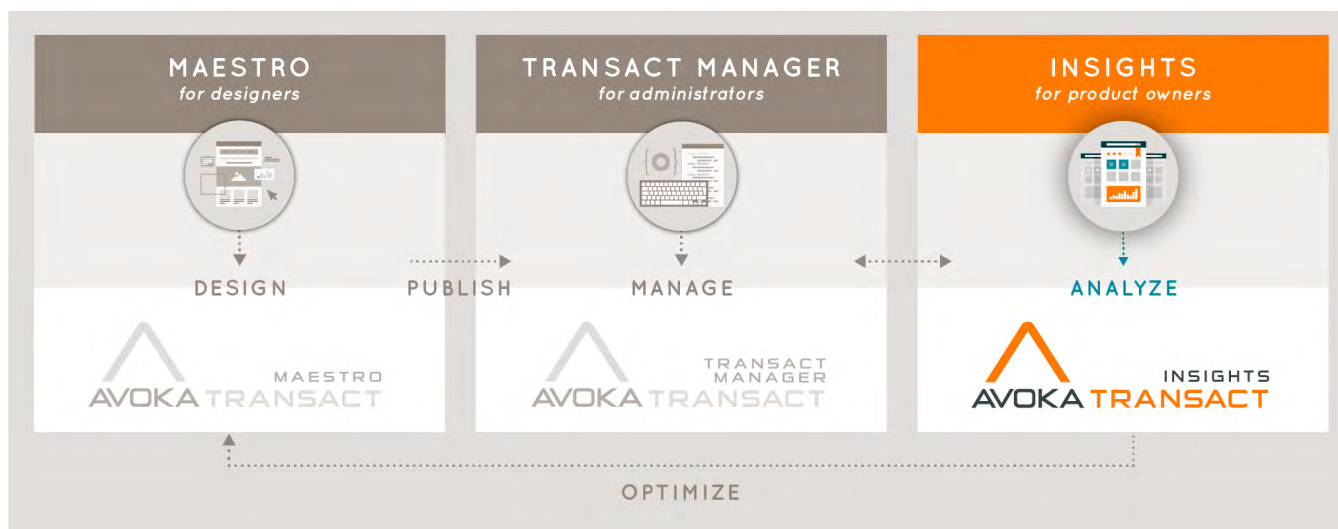 MAESTRO
for designers
TRANSACT MANAGER
for administrators
INSIGHTS
for product owners
DESIGN
PUBLISH
MANAGE
ANALYZE
MAESTRO
AVOKA TRANSACT
TRANSACT
MANAGER
AVOKA TRANSACT
INSIGHTS
AVOKA TRANSACT
OPTIMIZE